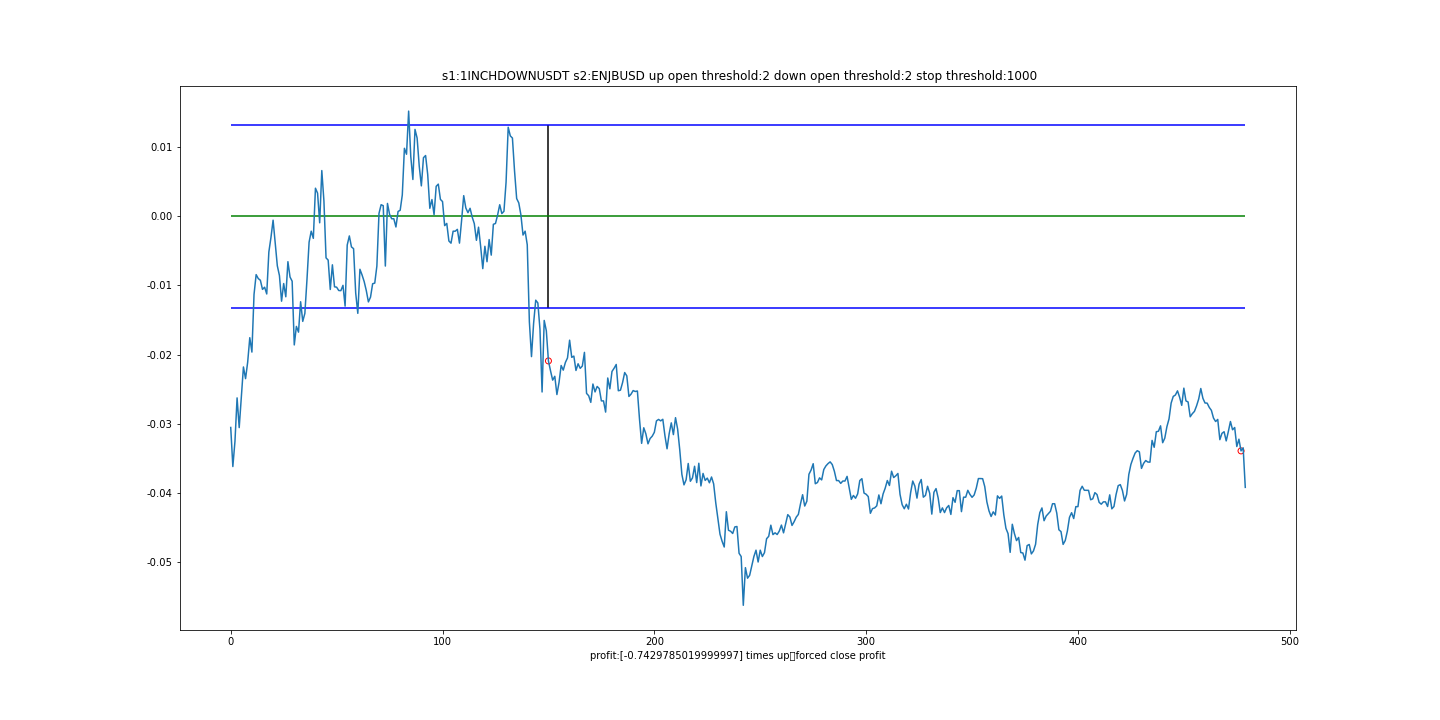 s1:1INCHDOWNUSDT s2:ENJBUSD up open threshold:2 down open threshold:2 stop threshold:1000
0.01
0.00
-0.01
-0.02
-0.03
-0.04
-0.05
0 100 200 300 400 500
profit:[-0.7429785019999997] times up▯forced close profit